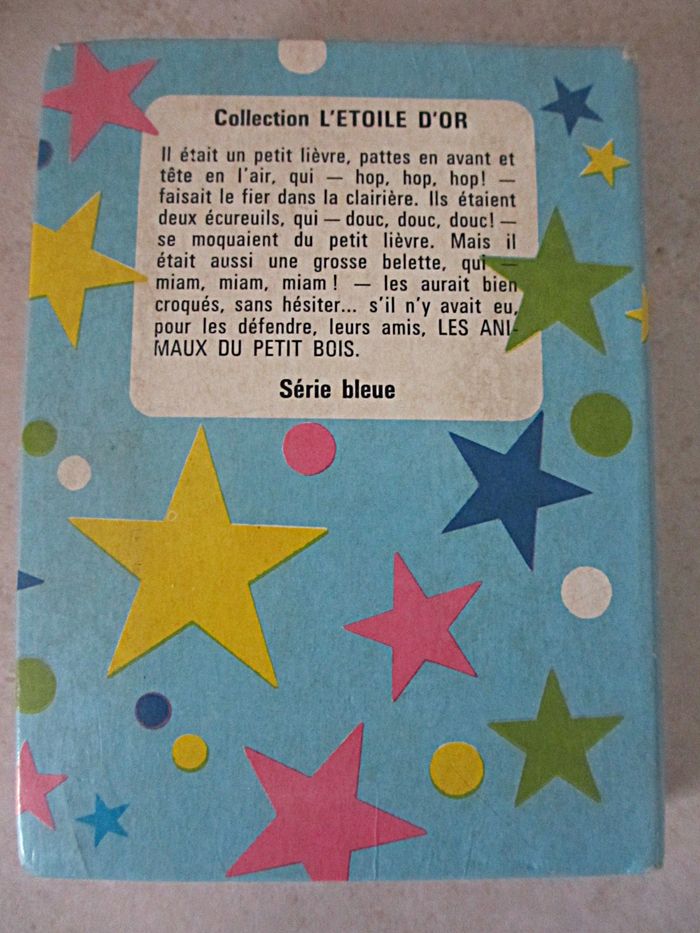 Collection L'ETOILE D'OR
Il était un petit lièvre, pattes en avant et
tête en l'air, qui — hop, hop, hop! —
faisait le fier dans la clairière. Ils étaient
deux écureuils, qui — douc, douc, douc! —
se moquaient du petit lièvre. Mais il
était aussi une grosse belette, qui —
miam, miam, miam! — les aurait bien
croqués, sans hésiter... s'il n'y avait eu,
pour les défendre, leurs amis, LES ANI-
MAUX DU PETIT BOIS.
Série bleue